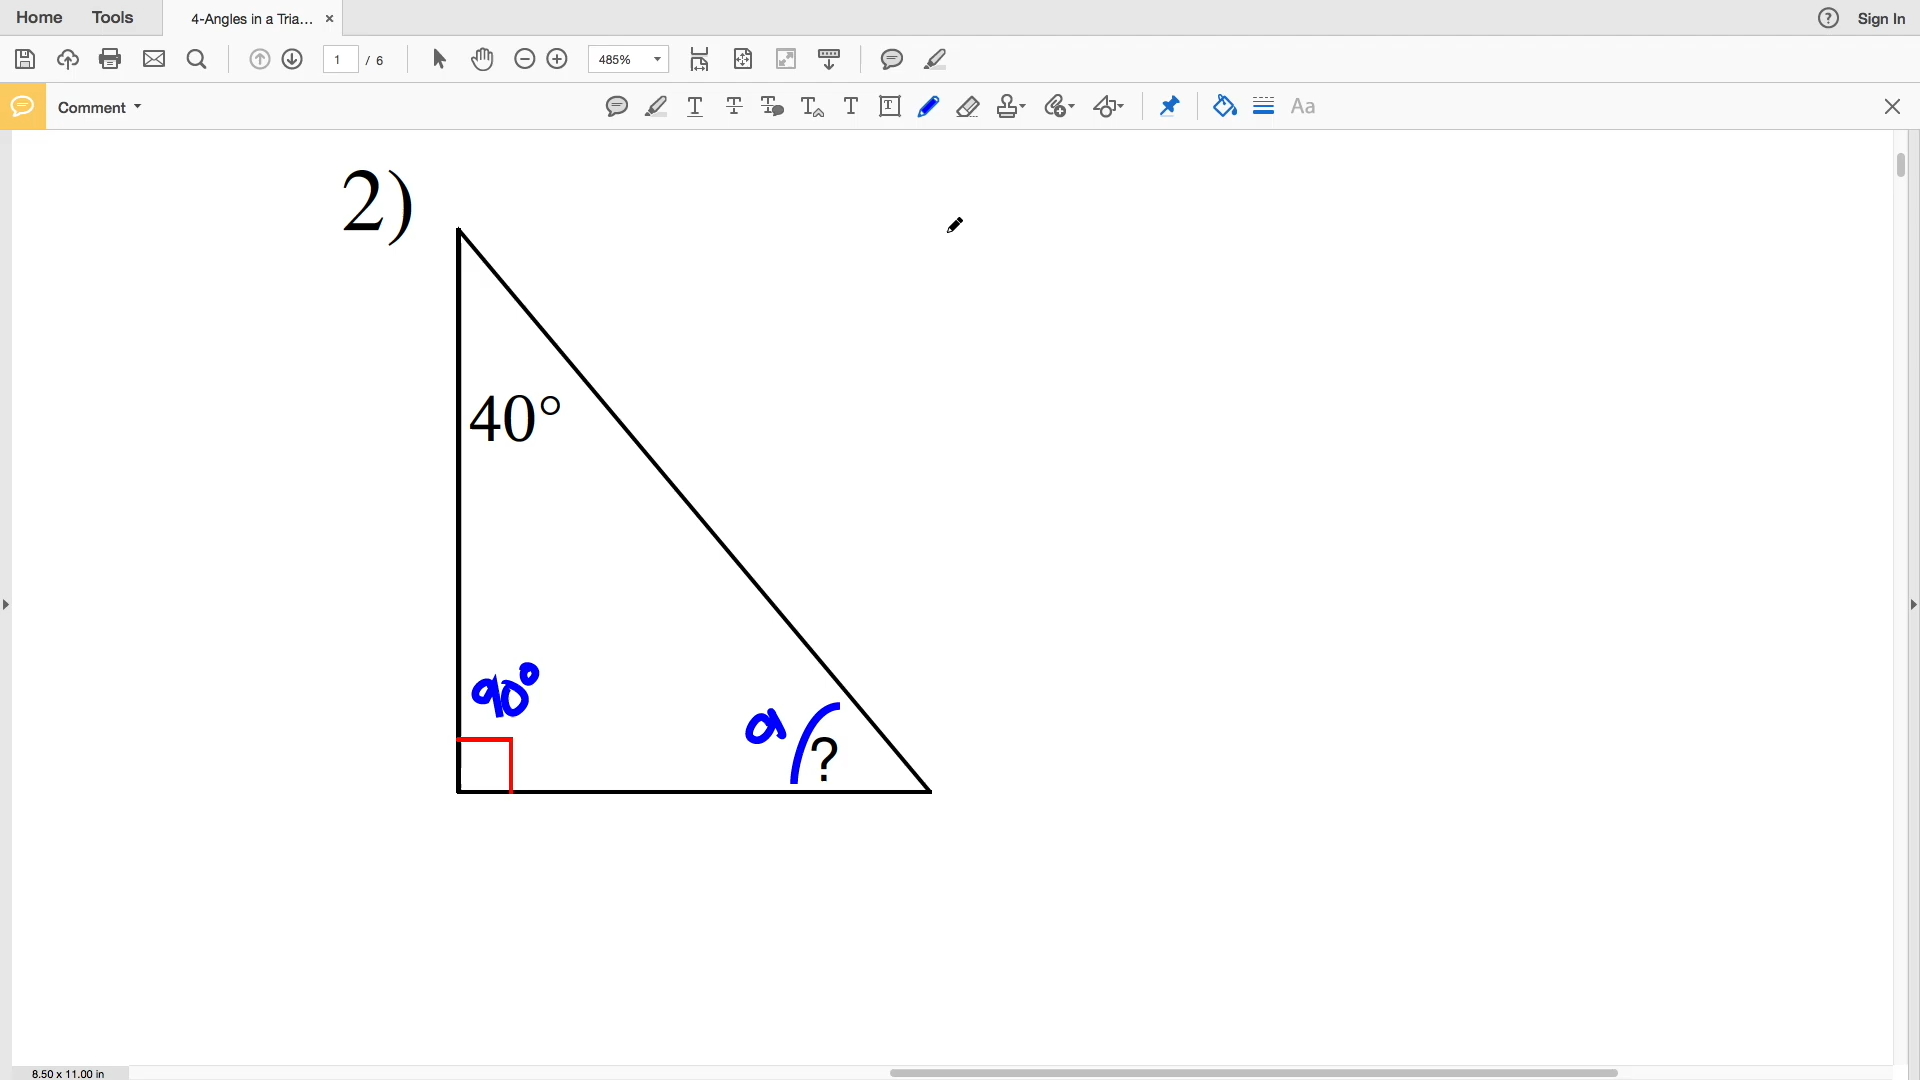 Home Tools 4-Angles in a Tria... × ? Sign In
1 / 6 485%
Comment T T T T T T Aa
2)
40°
90°
a
?
8.50 x 11.00 in